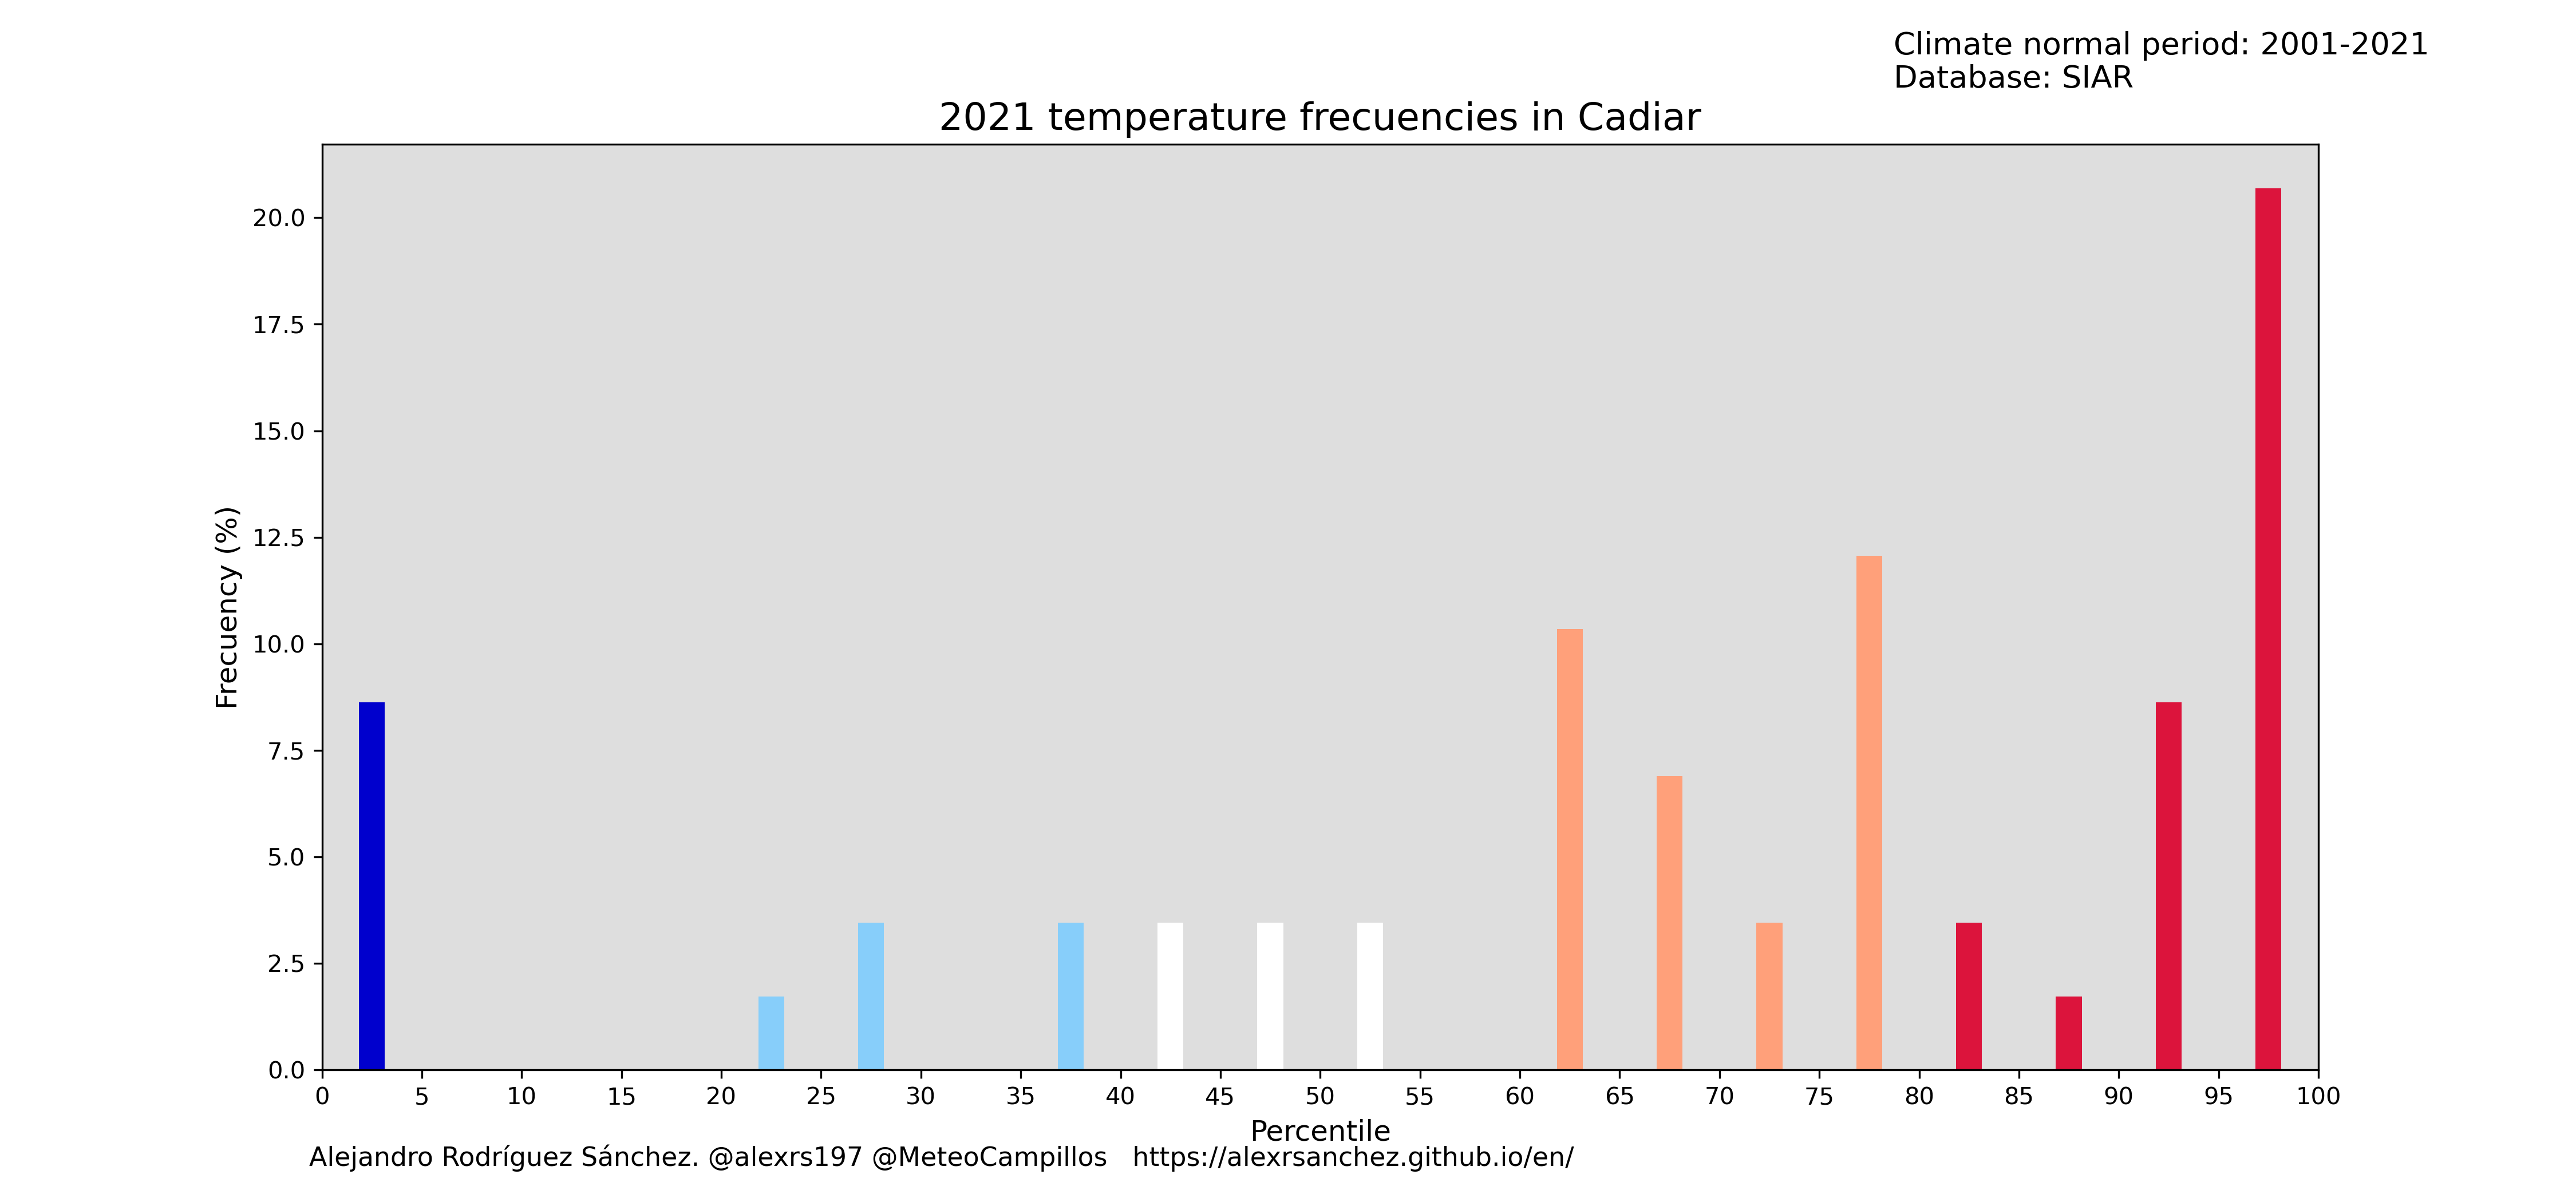 Climate normal period: 2001-2021
Database: SIAR
2021 temperature frecuencies in Cadiar
20.0
17.5
15.0
12.5
10.0
7.5
5.0
2.5
0.0
Frecuency (%)
0 5 10 15 20 25 30 35 40 45 50 55 60 65 70 75 80 85 90 95 100
Percentile
Alejandro Rodríguez Sánchez. @alexrs197 @MeteoCampillos https://alexrsanchez.github.io/en/